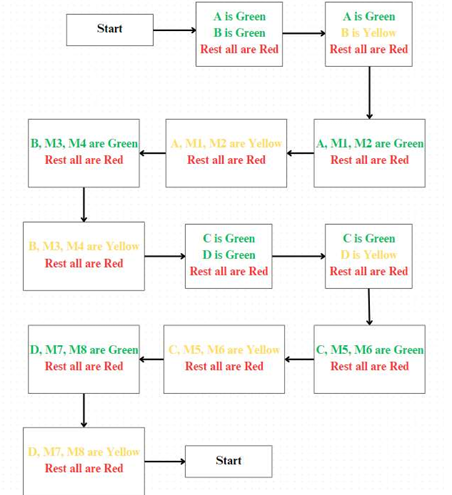 Start
A is Green
B is Green
Rest all are Red
A is Green
B is Yellow
Rest all are Red
A, M1, M2 are Green
Rest all are Red
A, M1, M2 are Yellow
Rest all are Red
B, M3, M4 are Green
Rest all are Red
B, M3, M4 are Yellow
Rest all are Red
C is Green
D is Green
Rest all are Red
C is Green
D is Yellow
Rest all are Red
C, M5, M6 are Green
Rest all are Red
C, M5, M6 are Yellow
Rest all are Red
D, M7, M8 are Green
Rest all are Red
D, M7, M8 are Yellow
Rest all are Red
Start